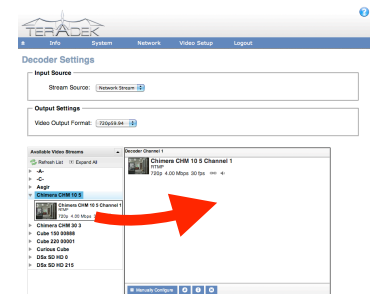 TERADEK
Info System Network Video Setup Logout
Decoder Settings
Input Source
Stream Source: Network Stream
Output Settings
Video Output Format: 720p59.94
Available Video Streams
Refresh List Expand All
-A-
-C-
Aegir
Chimera CHM 10 5
Chimera CHM 10 5 Channel 1
RTMP
720p 4.00 Mbps
Chimera CHM 30 3
Cube 150 00888
Cube 220 00001
Curious Cube
DSx SD HD 0
DSx SD HD 215
Decoder Channel 1
Chimera CHM 10 5 Channel 1
RTMP
720p 4.00 Mbps 30 fps
Manually Configure